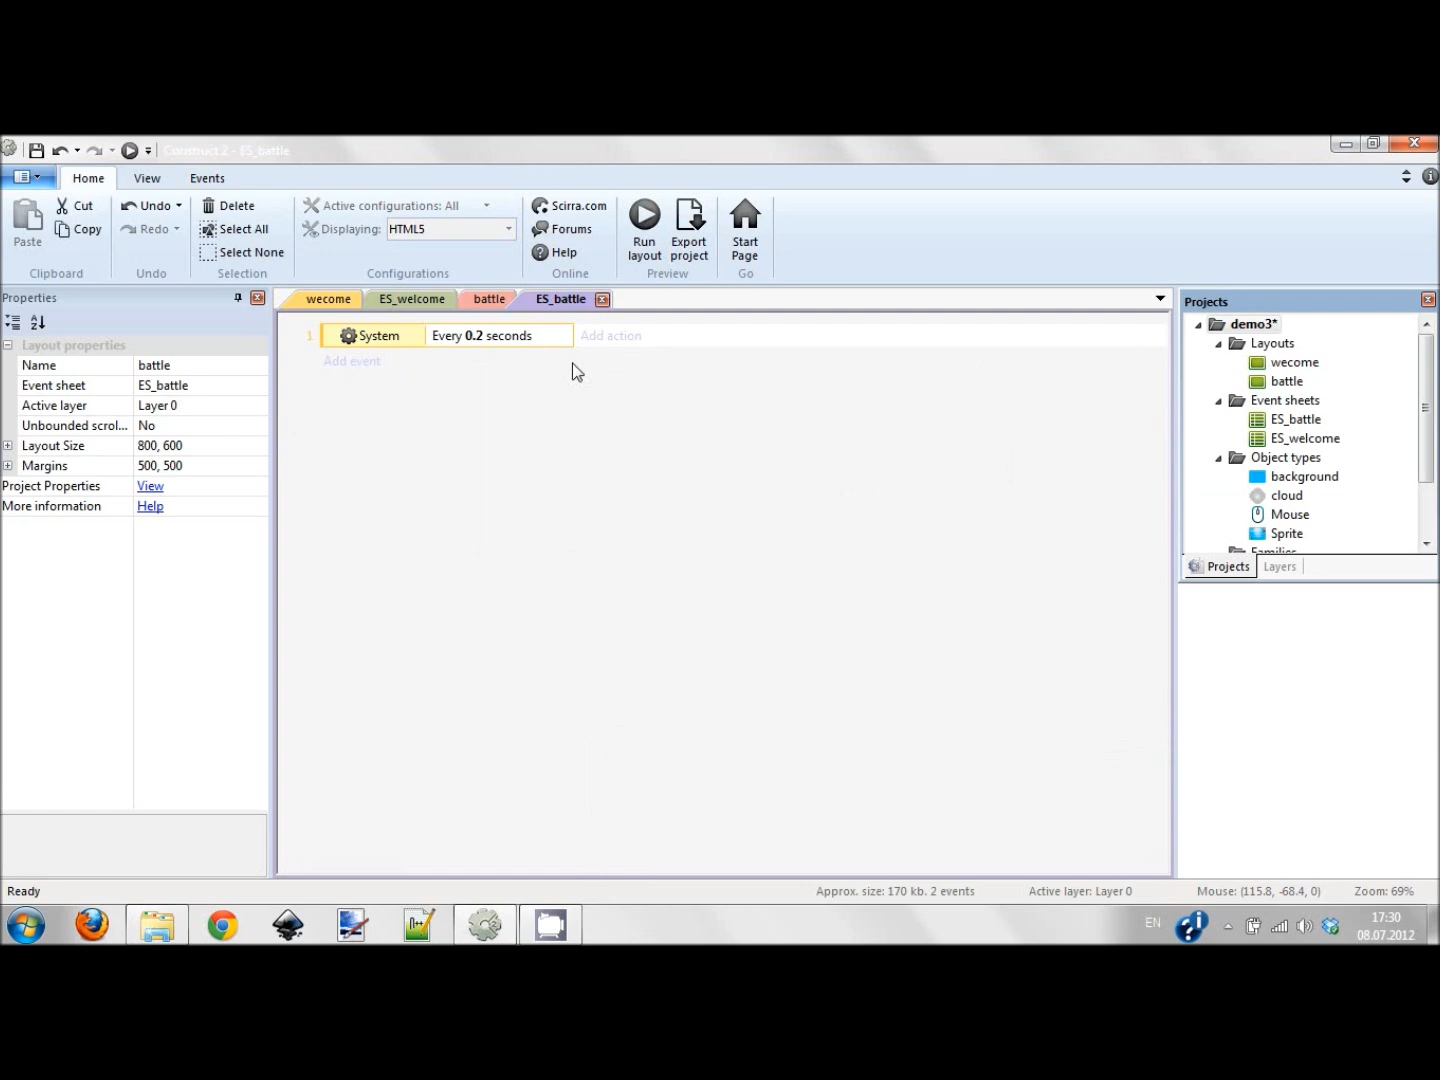 Construct 2 - ES_battle
Home View Events
Cut
Copy
Paste
Clipboard
Undo
Redo
Undo
Delete
Select All
Select None
Selection
Active configurations: All
Displaying: HTML5
Configurations
Scirra.com
Forums
Help
Online
Run layout
Export project
Preview
Start Page
Go
Properties
wecome ES_welcome battle ES_battle
Projects
Layout properties
Name battle
Event sheet ES_battle
Active layer Layer 0
Unbounded scrol... No
Layout Size 800, 600
Margins 500, 500
Project Properties View
More information Help
1 System Every 0.2 seconds Add action
Add event
demo3*
Layouts
wecome
battle
Event sheets
ES_battle
ES_welcome
Object types
background
cloud
Mouse
Sprite
Families
Projects Layers
Ready Approx. size: 170 kb. 2 events Active layer: Layer 0 Mouse: (115.8, -68.4, 0) Zoom: 69%
EN
17:30
08.07.2012